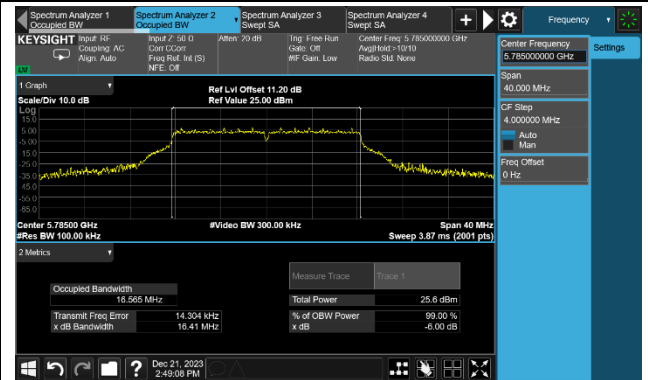 Spectrum Analyzer 1
Occupied BW
Spectrum Analyzer 2
Occupied BW
Spectrum Analyzer 3
Swept SA
Spectrum Analyzer 4
Swept SA
+
Frequency
KEYSIGHT
Input: RF
Coupling: AC
Align: Auto
Input Z: 50 Ω
Corr CCorr
Freq Ref: Int (S)
NFE: Off
Atten: 20 dB
Trig: Free Run
Gate: Off
#IF Gain: Low
Center Freq: 5.785000000 GHz
Avg|Hold:>10/10
Radio Std: None
Center Frequency
5.785000000 GHz
Settings
Span
40.000 MHz
CF Step
4.000000 MHz
Auto
Man
Freq Offset
0 Hz
1 Graph
Scale/Div 10.0 dB
Ref Lvl Offset 11.20 dB
Ref Value 25.00 dBm
Log
15.0
5.00
-5.00
-15.0
-25.0
-35.0
-45.0
-55.0
-65.0
Center 5.78500 GHz
#Res BW 100.00 kHz
#Video BW 300.00 kHz
Span 40 MHz
Sweep 3.87 ms (2001 pts)
2 Metrics
Measure Trace
Trace 1
Occupied Bandwidth
16.565 MHz
Total Power
25.6 dBm
Transmit Freq Error
14.304 kHz
% of OBW Power
99.00 %
x dB Bandwidth
16.41 MHz
x dB
-6.00 dB
?
Dec 21, 2023
2:49:08 PM